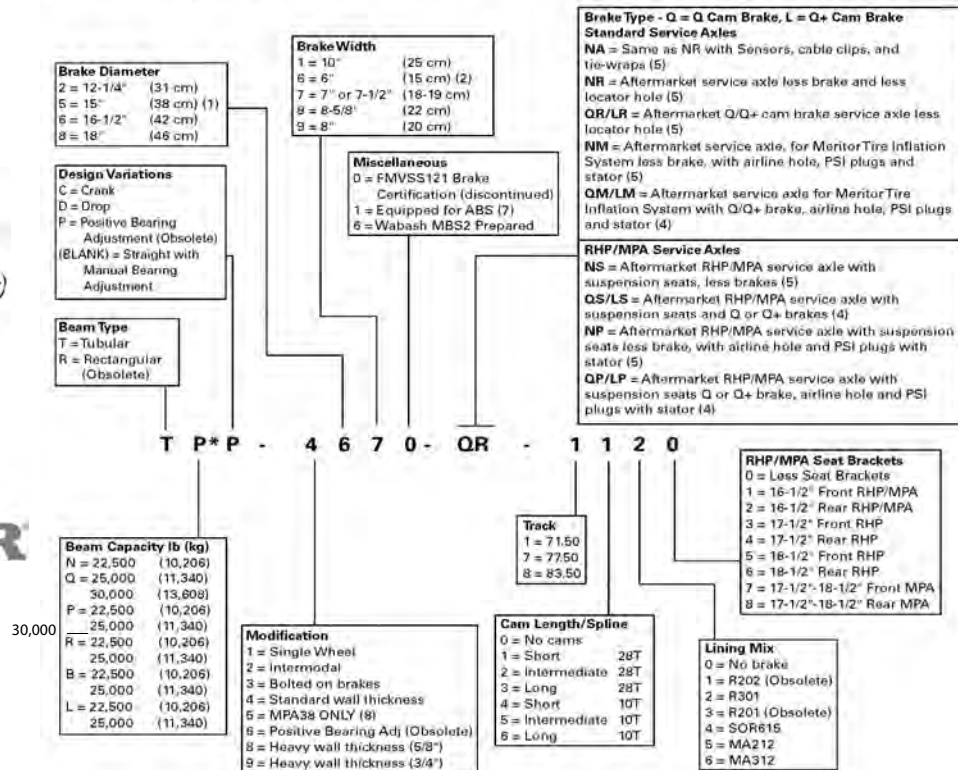 Brake Type - Q = Q Cam Brake, L = Q+ Cam Brake
Standard Service Axles
NA = Same as NR with Sensors, cable clips, and
tie-wraps (5)
NR = Aftermarket service axle less brake and less
locator hole (5)
QR/LR = Aftermarket Q/Q+ cam brake service axle less
locator hole (5)
NM = Aftermarket service axle, for Meritor Tire Inflation
System less brake, with airline hole, PSI plugs and
stator (5)
QM/LM = Aftermarket service axle for Meritor Tire
Inflation System with Q/Q+ brake, airline hole, PSI plugs
and stator (4)
RHP/MPA Service Axles
NS = Aftermarket RHP/MPA service axle with
suspension seats, less brakes (5)
QS/LS = Aftermarket RHP/MPA service axle with
suspension seats and Q or Q+ brakes (4)
NP = Aftermarket RHP/MPA service axle with suspension
seats less brake, with airline hole and PSI plugs with
stator (5)
QP/LP = Aftermarket RHP/MPA service axle with
suspension seats Q or Q+ brake, airline hole and PSI
plugs with stator (4)
Brake Width
1 = 10" (25 cm)
6 = 6" (15 cm) (2)
7 = 7" or 7-1/2" (18-19 cm)
8 = 8-5/8" (22 cm)
9 = 8" (20 cm)
Brake Diameter
2 = 12-1/4" (31 cm)
5 = 15" (38 cm) (1)
6 = 16-1/2" (42 cm)
8 = 18" (46 cm)
Miscellaneous
0 = FMVSS121 Brake
Certification (discontinued)
1 = Equipped for ABS (7)
6 = Wabash MBS2 Prepared
Design Variations
C = Crank
D = Drop
P = Positive Bearing
Adjustment (Obsolete)
(BLANK) = Straight with
Manual Bearing
Adjustment
Beam Type
T = Tubular
R = Rectangular
(Obsolete)
T P* P - 4 6 7 0 - QR - 1 1 2 0
RHP/MPA Seat Brackets
0 = Less Seat Brackets
1 = 16-1/2" Front RHP/MPA
2 = 16-1/2" Rear RHP/MPA
3 = 17-1/2" Front RHP
4 = 17-1/2" Rear RHP
5 = 18-1/2" Front RHP
6 = 18-1/2" Rear RHP
7 = 17-1/2"-18-1/2" Front MPA
8 = 17-1/2"-18-1/2" Rear MPA
Track
1 = 71.50
7 = 77.50
8 = 83.50
R
Beam Capacity lb (kg)
N = 22,500 (10,206)
Q = 25,000 (11,340)
30,000 (13,608)
P = 22,500 (10,206)
25,000 (11,340)
30,000
R = 22,500 (10,206)
25,000 (11,340)
B = 22,500 (10,206)
25,000 (11,340)
L = 22,500 (10,206)
25,000 (11,340)
Modification
1 = Single Wheel
2 = Intermodal
3 = Bolted on brakes
4 = Standard wall thickness
5 = MPA38 ONLY (8)
6 = Positive Bearing Adj (Obsolete)
8 = Heavy wall thickness (5/8")
9 = Heavy wall thickness (3/4")
Cam Length/Spline
0 = No cams
1 = Short 28T
2 = Intermediate 28T
3 = Long 28T
4 = Short 10T
5 = Intermediate 10T
6 = Long 10T
Lining Mix
0 = No brake
1 = R202 (Obsolete)
2 = R301
3 = R201 (Obsolete)
4 = SOR615
5 = MA212
6 = MA312